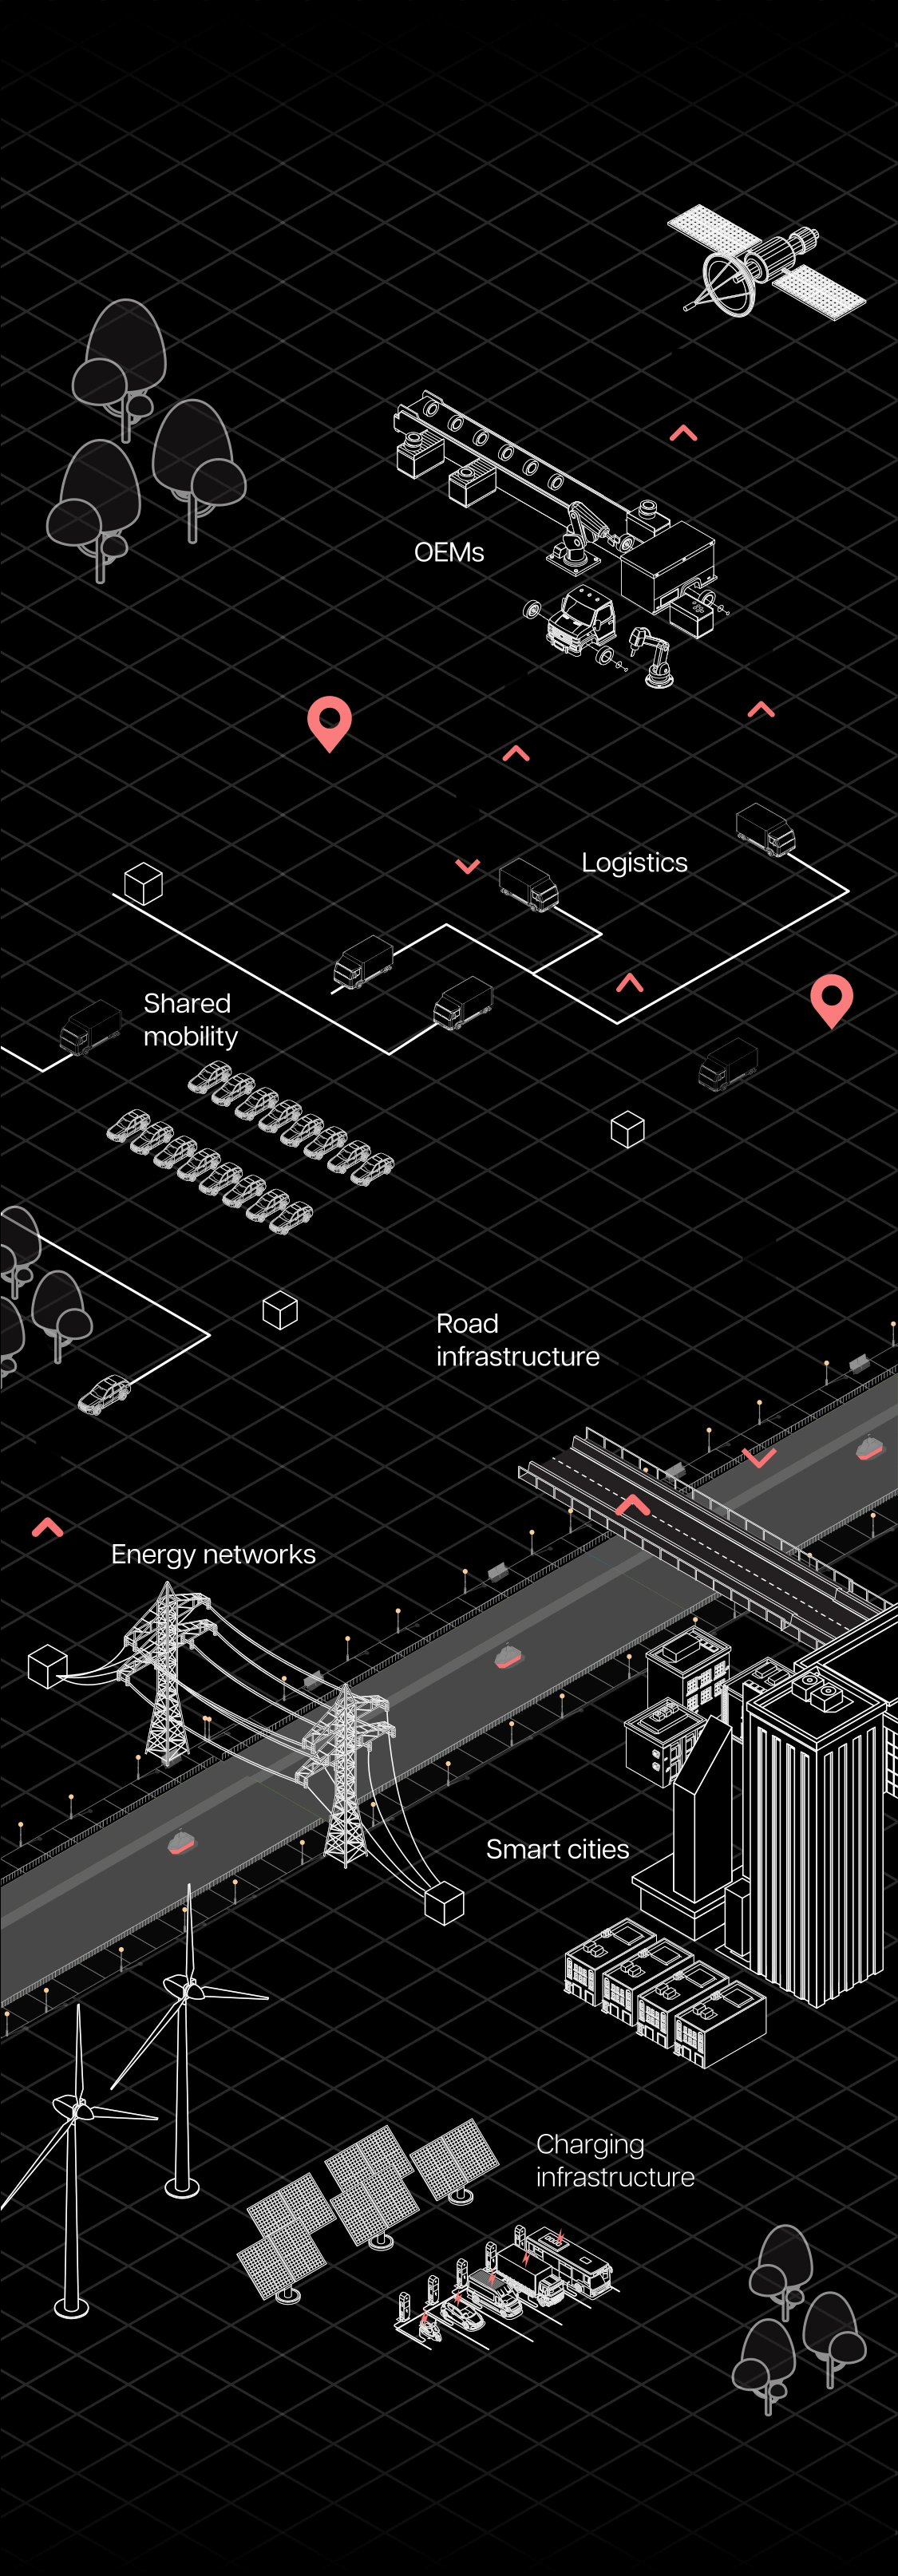 OEMs
Logistics
Shared
mobility
Road
infrastructure
Energy networks
Smart cities
Charging
infrastructure